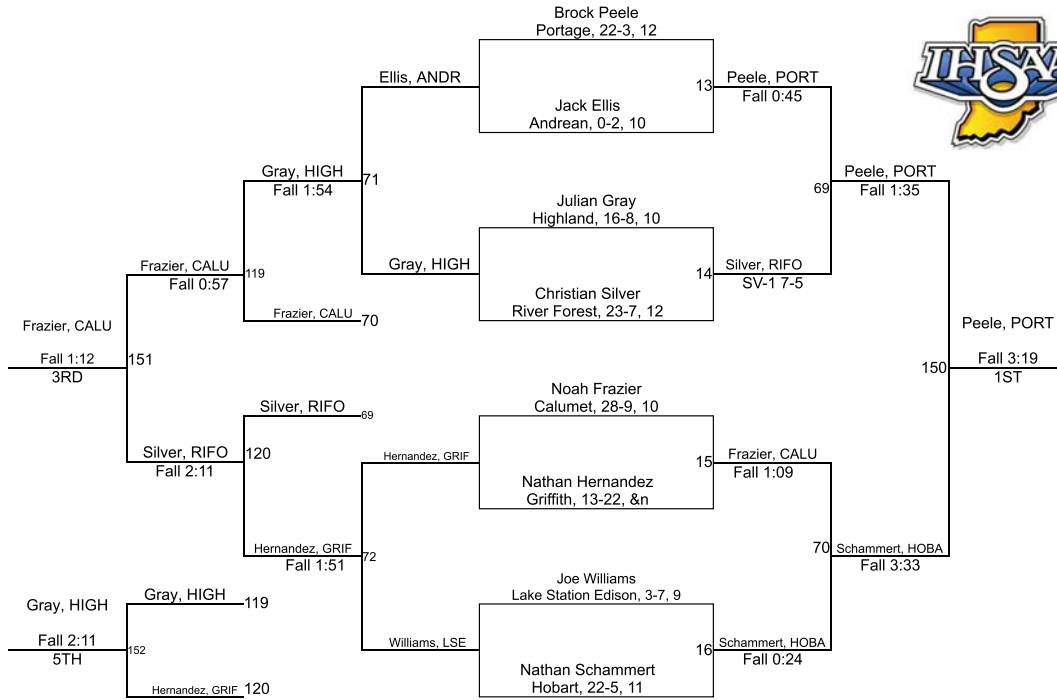 Brock Peele
Portage, 22-3, 12
IHSAA
Ellis, ANDR
13
Peele, PORT
Fall 0:45
Jack Ellis
Andrean, 0-2, 10
Gray, HIGH
Fall 1:54
71
69
Peele, PORT
Fall 1:35
Julian Gray
Highland, 16-8, 10
Frazier, CALU
Fall 0:57
119
Gray, HIGH
14
Silver, RIFO
SV-1 7-5
Christian Silver
River Forest, 23-7, 12
Frazier, CALU
70
Frazier, CALU
Fall 1:12
3RD
151
150
Peele, PORT
Fall 3:19
1ST
Noah Frazier
Calumet, 28-9, 10
Silver, RIFO
69
Silver, RIFO
Fall 2:11
120
Hernandez, GRIF
15
Frazier, CALU
Fall 1:09
Nathan Hernandez
Griffith, 13-22, &n
Hernandez, GRIF
Fall 1:51
72
70
Schammert, HOBA
Fall 3:33
Joe Williams
Lake Station Edison, 3-7, 9
Gray, HIGH
Fall 2:11
5TH
Gray, HIGH
119
152
Williams, LSE
16
Schammert, HOBA
Fall 0:24
Nathan Schammert
Hobart, 22-5, 11
Hernandez, GRIF
120